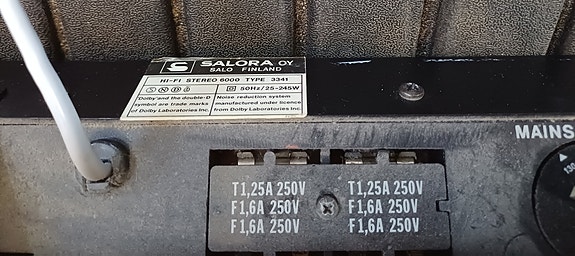 SALORA OY
SALO FINLAND
HI-FI STEREO 6000 TYPE 3341
50Hz/25-245W
Dolby and the double-D
symbol are trade marks
of Dolby Laboratories Inc.
Noise reduction system
manufactured under licence
from Dolby Laboratories Inc.
MAINS
130
T1,25A 250V
F1,6A 250V
F1,6A 250V
T1,25A 250V
F1,6A 250V
F1,6A 250V